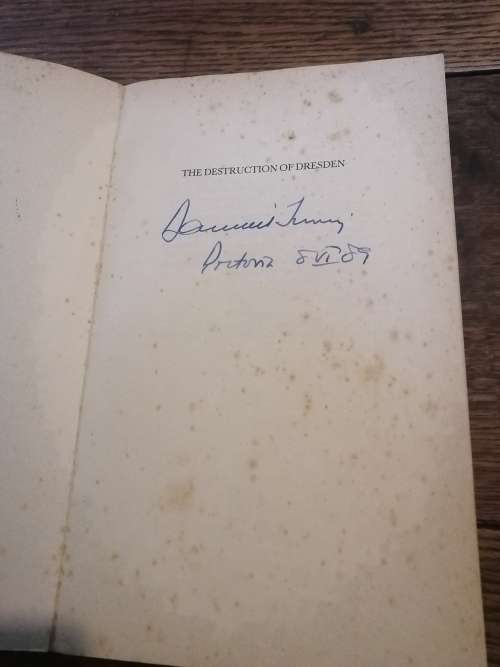 THE DESTRUCTION OF DRESDEN
Pretoria 8 VI 89